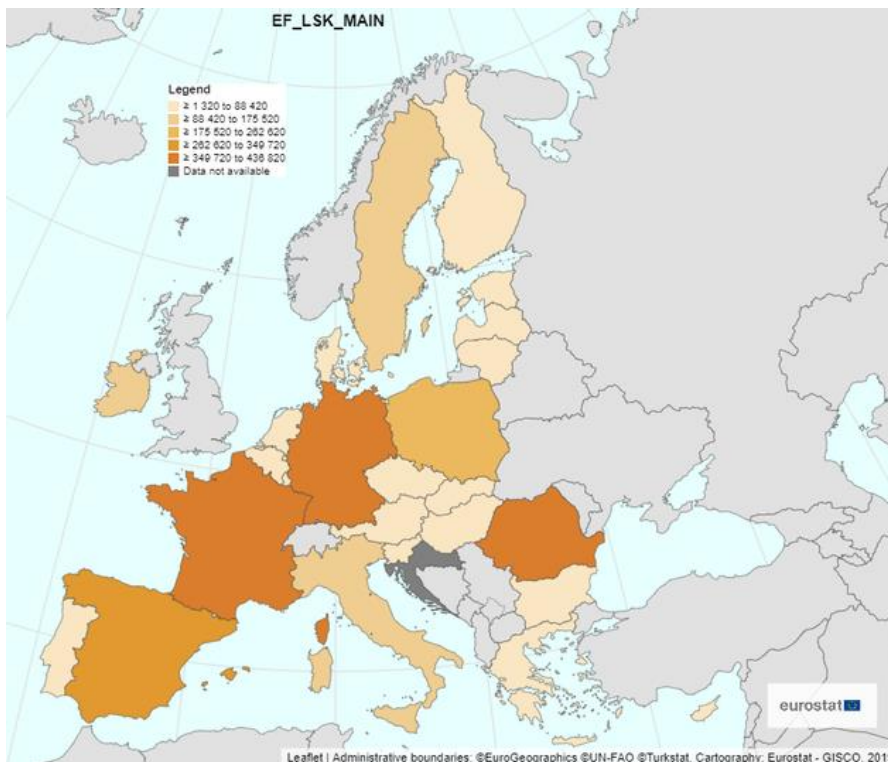 EF_LSK_MAIN
Legend
≥ 1 320 to 88 420
≥ 88 420 to 175 520
≥ 175 520 to 262 620
≥ 262 620 to 349 720
≥ 349 720 to 436 820
Data not available
eurostat
Leaflet | Administrative boundaries: ©EuroGeographics ©UN-FAO ©Turkstat, Cartography: Eurostat - GISCO,